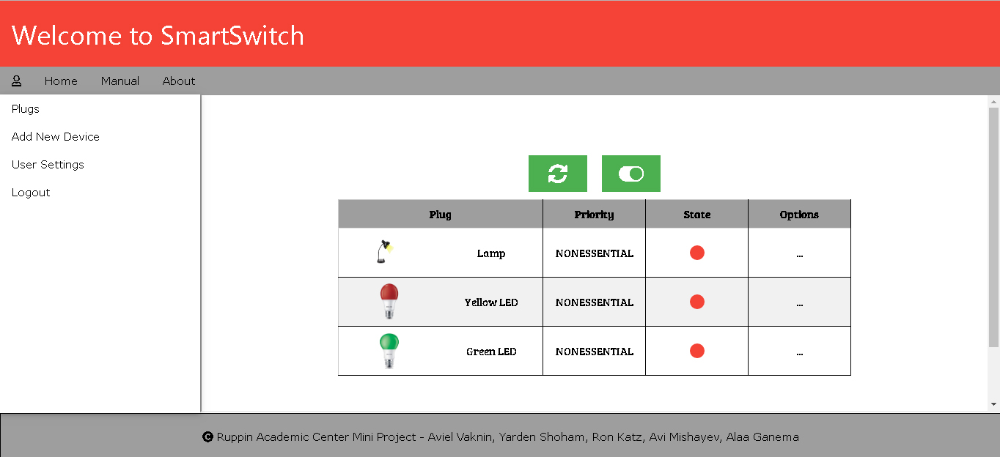 Welcome to SmartSwitch
Home Manual About
Plugs
Add New Device
User Settings
Logout
Plug Priority State Options
Lamp NONESSENTIAL ...
Yellow LED NONESSENTIAL ...
Green LED NONESSENTIAL ...
© Ruppin Academic Center Mini Project - Aviel Vaknin, Yarden Shoham, Ron Katz, Avi Mishayev, Alaa Ganema